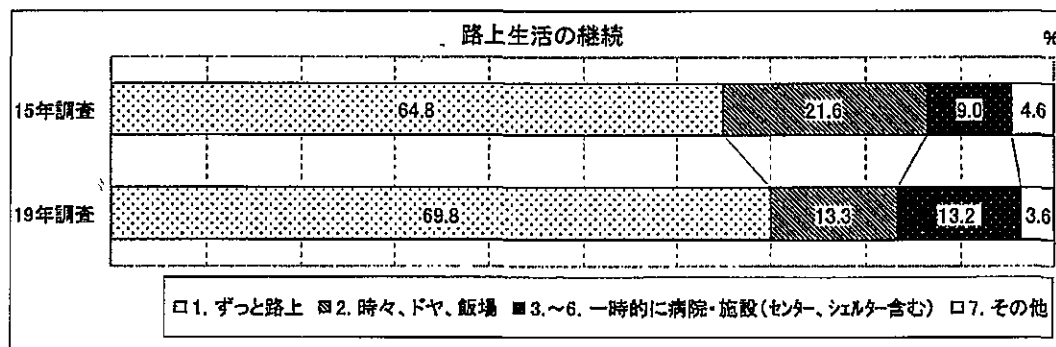 路上生活の継続
%
15年調査 64.8 21.6 9.0 4.6
19年調査 69.8 13.3 13.2 3.6
□1. ずっと路上 ▨2. 時々、ドヤ、飯場 ■3.~6. 一時的に病院・施設(センター、シェルター含む) □7. その他